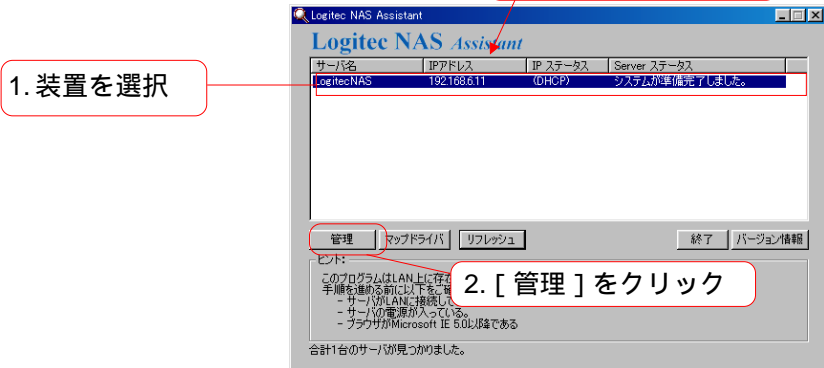 Logitec NAS Assistant
Logitec NAS Assistant
サーバ名 IPアドレス IP ステータス Server ステータス
LogitecNAS 192.168.6.11 (DHCP) システムが準備完了しました。
1. 装置を選択
管理 マップドライバ リフレッシュ 終了 バージョン情報
ヒント:
このプログラムはLAN上に存在
手順を進める前に以下をご確
- サーバがLANに接続して
- サーバの電源が入っている。
- ブラウザがMicrosoft IE 5.0以降である
2. [ 管理 ] をクリック
合計1台のサーバが見つかりました。